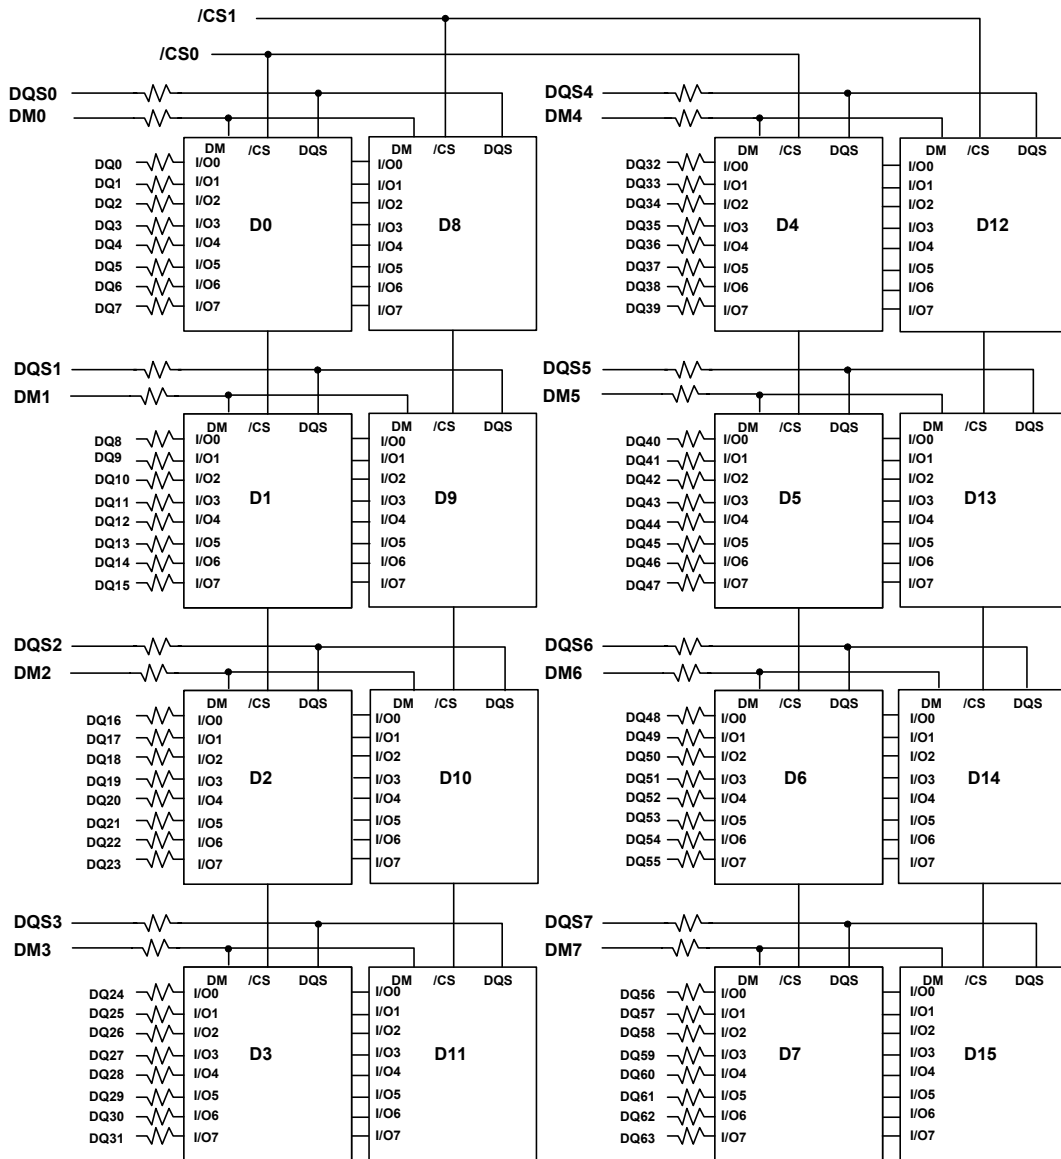 /CS1
/CS0
DQS0 DQS4
DM0 DM4
DM /CS DQS DM /CS DQS DM /CS DQS DM /CS DQS
DQ0 I/O0 I/O0 DQ32 I/O0 I/O0
DQ1 I/O1 I/O1 DQ33 I/O1 I/O1
DQ2 I/O2 I/O2 DQ34 I/O2 I/O2
DQ3 I/O3 D0 I/O3 D8 DQ35 I/O3 D4 I/O3 D12
DQ4 I/O4 I/O4 DQ36 I/O4 I/O4
DQ5 I/O5 I/O5 DQ37 I/O5 I/O5
DQ6 I/O6 I/O6 DQ38 I/O6 I/O6
DQ7 I/O7 I/O7 DQ39 I/O7 I/O7
DQS1 DQS5
DM1 DM5
DM /CS DQS DM /CS DQS DM /CS DQS DM /CS DQS
DQ8 I/O0 I/O0 DQ40 I/O0 I/O0
DQ9 I/O1 I/O1 DQ41 I/O1 I/O1
DQ10 I/O2 I/O2 DQ42 I/O2 I/O2
DQ11 I/O3 D1 I/O3 D9 DQ43 I/O3 D5 I/O3 D13
DQ12 I/O4 I/O4 DQ44 I/O4 I/O4
DQ13 I/O5 I/O5 DQ45 I/O5 I/O5
DQ14 I/O6 I/O6 DQ46 I/O6 I/O6
DQ15 I/O7 I/O7 DQ47 I/O7 I/O7
DQS2 DQS6
DM2 DM6
DM /CS DQS DM /CS DQS DM /CS DQS DM /CS DQS
DQ16 I/O0 I/O0 DQ48 I/O0 I/O0
DQ17 I/O1 I/O1 DQ49 I/O1 I/O1
DQ18 I/O2 I/O2 DQ50 I/O2 I/O2
DQ19 I/O3 D2 I/O3 D10 DQ51 I/O3 D6 I/O3 D14
DQ20 I/O4 I/O4 DQ52 I/O4 I/O4
DQ21 I/O5 I/O5 DQ53 I/O5 I/O5
DQ22 I/O6 I/O6 DQ54 I/O6 I/O6
DQ23 I/O7 I/O7 DQ55 I/O7 I/O7
DQS3 DQS7
DM3 DM7
DM /CS DQS DM /CS DQS DM /CS DQS DM /CS DQS
DQ24 I/O0 I/O0 DQ56 I/O0 I/O0
DQ25 I/O1 I/O1 DQ57 I/O1 I/O1
DQ26 I/O2 I/O2 DQ58 I/O2 I/O2
DQ27 I/O3 D3 I/O3 D11 DQ59 I/O3 D7 I/O3 D15
DQ28 I/O4 I/O4 DQ60 I/O4 I/O4
DQ29 I/O5 I/O5 DQ61 I/O5 I/O5
DQ30 I/O6 I/O6 DQ62 I/O6 I/O6
DQ31 I/O7 I/O7 DQ63 I/O7 I/O7